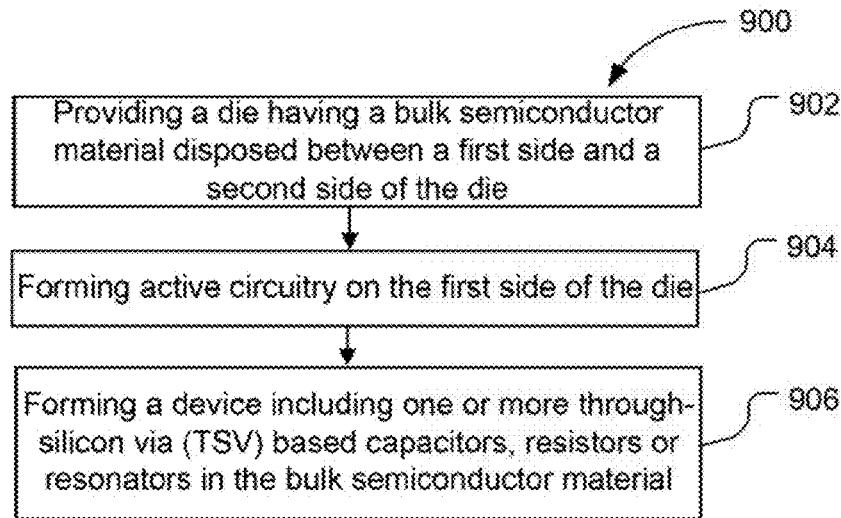 900
Providing a die having a bulk semiconductor
material disposed between a first side and a
second side of the die
902
Forming active circuitry on the first side of the die
904
Forming a device including one or more through-
silicon via (TSV) based capacitors, resistors or
resonators in the bulk semiconductor material
906